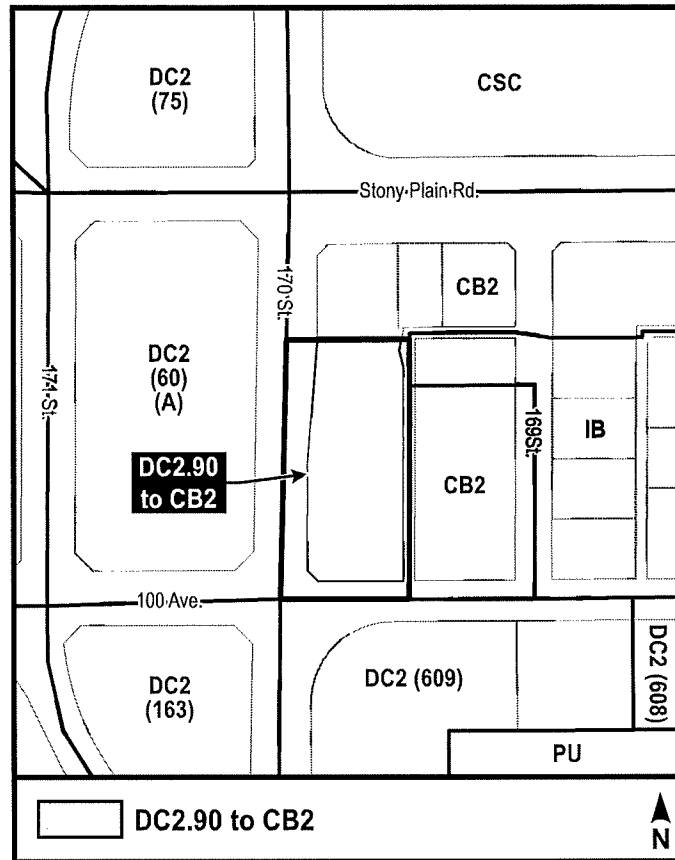 DC2
(75)
CSC
Stony Plain Rd.
170 St.
CB2
DC2
(60)
(A)
171 St.
169 St.
IB
DC2.90
to CB2
CB2
100 Ave.
DC2
(163)
DC2 (609)
DC2 (608)
PU
DC2.90 to CB2
N